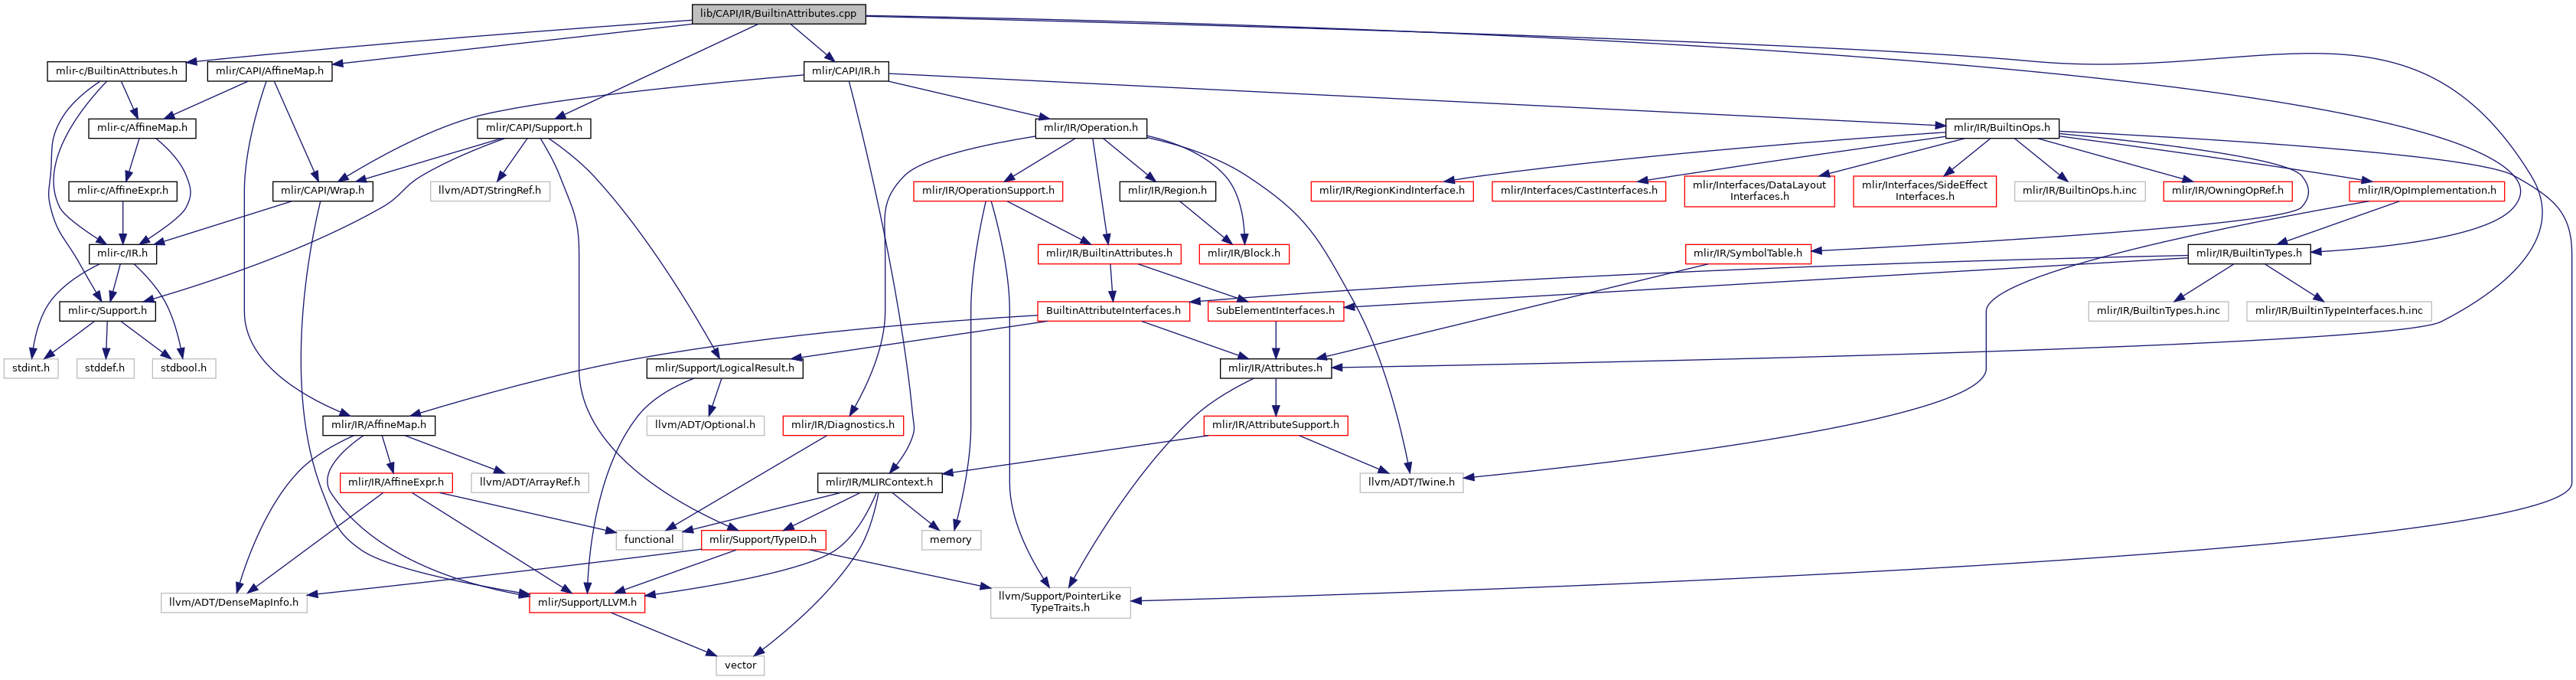 lib/CAPI/IR/BuiltinAttributes.cpp
mlir-c/BuiltinAttributes.h
mlir/CAPI/AffineMap.h
mlir/CAPI/IR.h
mlir-c/AffineMap.h
mlir/CAPI/Support.h
mlir/IR/Operation.h
mlir/IR/BuiltinOps.h
mlir-c/AffineExpr.h
mlir/CAPI/Wrap.h
llvm/ADT/StringRef.h
mlir/IR/OperationSupport.h
mlir/IR/Region.h
mlir/IR/RegionKindInterface.h
mlir/Interfaces/CastInterfaces.h
mlir/Interfaces/DataLayout
Interfaces.h
mlir/Interfaces/SideEffect
Interfaces.h
mlir/IR/BuiltinOps.h.inc
mlir/IR/OwningOpRef.h
mlir/IR/OpImplementation.h
mlir-c/IR.h
mlir/IR/BuiltinAttributes.h
mlir/IR/Block.h
mlir/IR/SymbolTable.h
mlir/IR/BuiltinTypes.h
mlir-c/Support.h
BuiltinAttributeInterfaces.h
SubElementInterfaces.h
mlir/IR/BuiltinTypes.h.inc
mlir/IR/BuiltinTypeInterfaces.h.inc
stdint.h
stddef.h
stdbool.h
mlir/Support/LogicalResult.h
mlir/IR/Attributes.h
mlir/IR/AffineMap.h
llvm/ADT/Optional.h
mlir/IR/Diagnostics.h
mlir/IR/AttributeSupport.h
mlir/IR/AffineExpr.h
llvm/ADT/ArrayRef.h
mlir/IR/MLIRContext.h
llvm/ADT/Twine.h
functional
mlir/Support/TypeID.h
memory
llvm/ADT/DenseMapInfo.h
mlir/Support/LLVM.h
llvm/Support/PointerLike
TypeTraits.h
vector